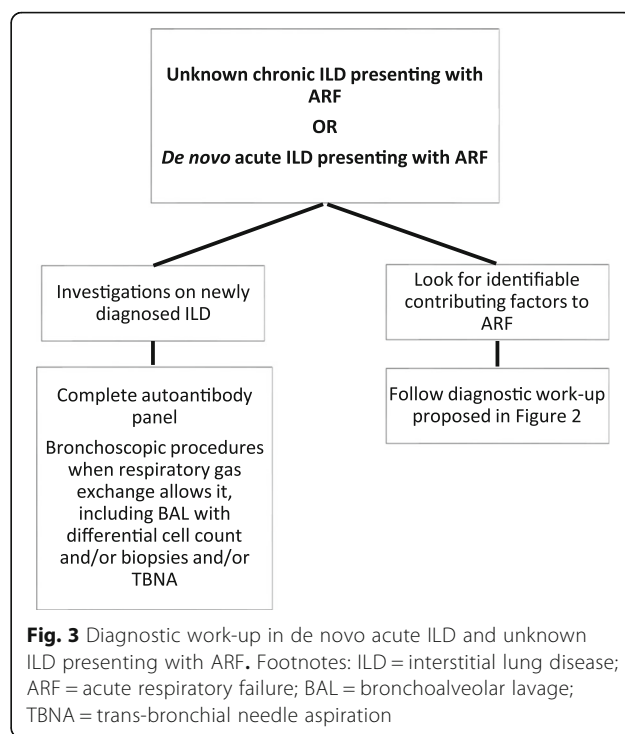 Unknown chronic ILD presenting with
ARF
OR
De novo acute ILD presenting with ARF
Investigations on newly
diagnosed ILD
Look for identifiable
contributing factors to
ARF
Complete autoantibody
panel
Bronchoscopic procedures
when respiratory gas
exchange allows it,
including BAL with
differential cell count
and/or biopsies and/or
TBNA
Follow diagnostic work-up
proposed in Figure 2
Fig. 3 Diagnostic work-up in de novo acute ILD and unknown
ILD presenting with ARF. Footnotes: ILD = interstitial lung disease;
ARF = acute respiratory failure; BAL = bronchoalveolar lavage;
TBNA = trans-bronchial needle aspiration